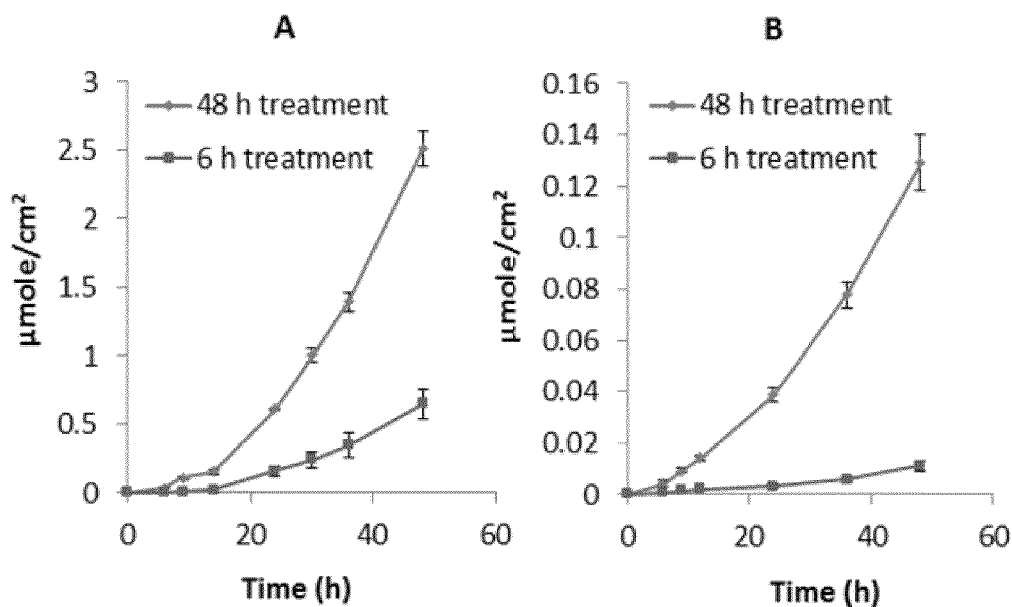 A
3
2.5
2
1.5
1
0.5
0
µmole/cm²
48 h treatment
6 h treatment
0 20 40 60
Time (h)
B
0.16
0.14
0.12
0.1
0.08
0.06
0.04
0.02
0
µmole/cm²
48 h treatment
6 h treatment
0 20 40 60
Time (h)